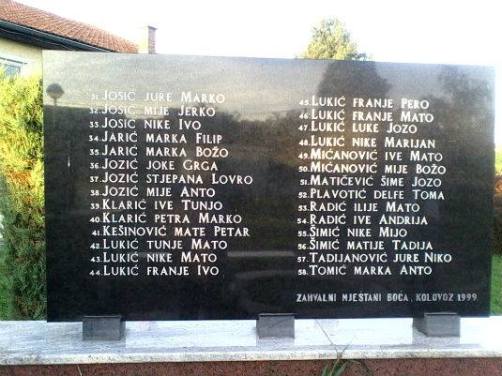 31. JOSIĆ JURE MARKO
32. JOSIĆ MIJE JERKO
33. JOSIĆ NIKE IVO
34. JARIĆ MARKA FILIP
35. JARIĆ MARKA BOŽO
36. JOZIĆ JOKE GRGA
37. JOZIĆ STJEPANA LOVRO
38. JOZIĆ MIJE ANTO
39. KLARIĆ IVE TUNJO
40. KLARIĆ PETRA MARKO
41. KEŠINOVIĆ MATE PETAR
42. LUKIĆ TUNJE MATO
43. LUKIĆ NIKE MATO
44. LUKIĆ FRANJE IVO
45. LUKIĆ FRANJE PERO
46. LUKIĆ FRANJE MATO
47. LUKIĆ LUKE JOZO
48. LUKIĆ NIKE MARIJAN
49. MIĆANOVIĆ IVE MATO
50. MIĆANOVIĆ MIJE BOŽO
51. MATIČEVIĆ ŠIME JOZO
52. PLAVOTIĆ DELFE TOMA
53. RADIĆ ILIJE MATO
54. RADIĆ IVE ANDRIJA
55. ŠIMIĆ NIKE MIJO
56. ŠIMIĆ MATIJE TADIJA
57. TADIJANOVIĆ JURE NIKO
58. TOMIĆ MARKA ANTO
ZAHVALNI MJEŠTANI BOĆA, KOLOVOZ 1999.